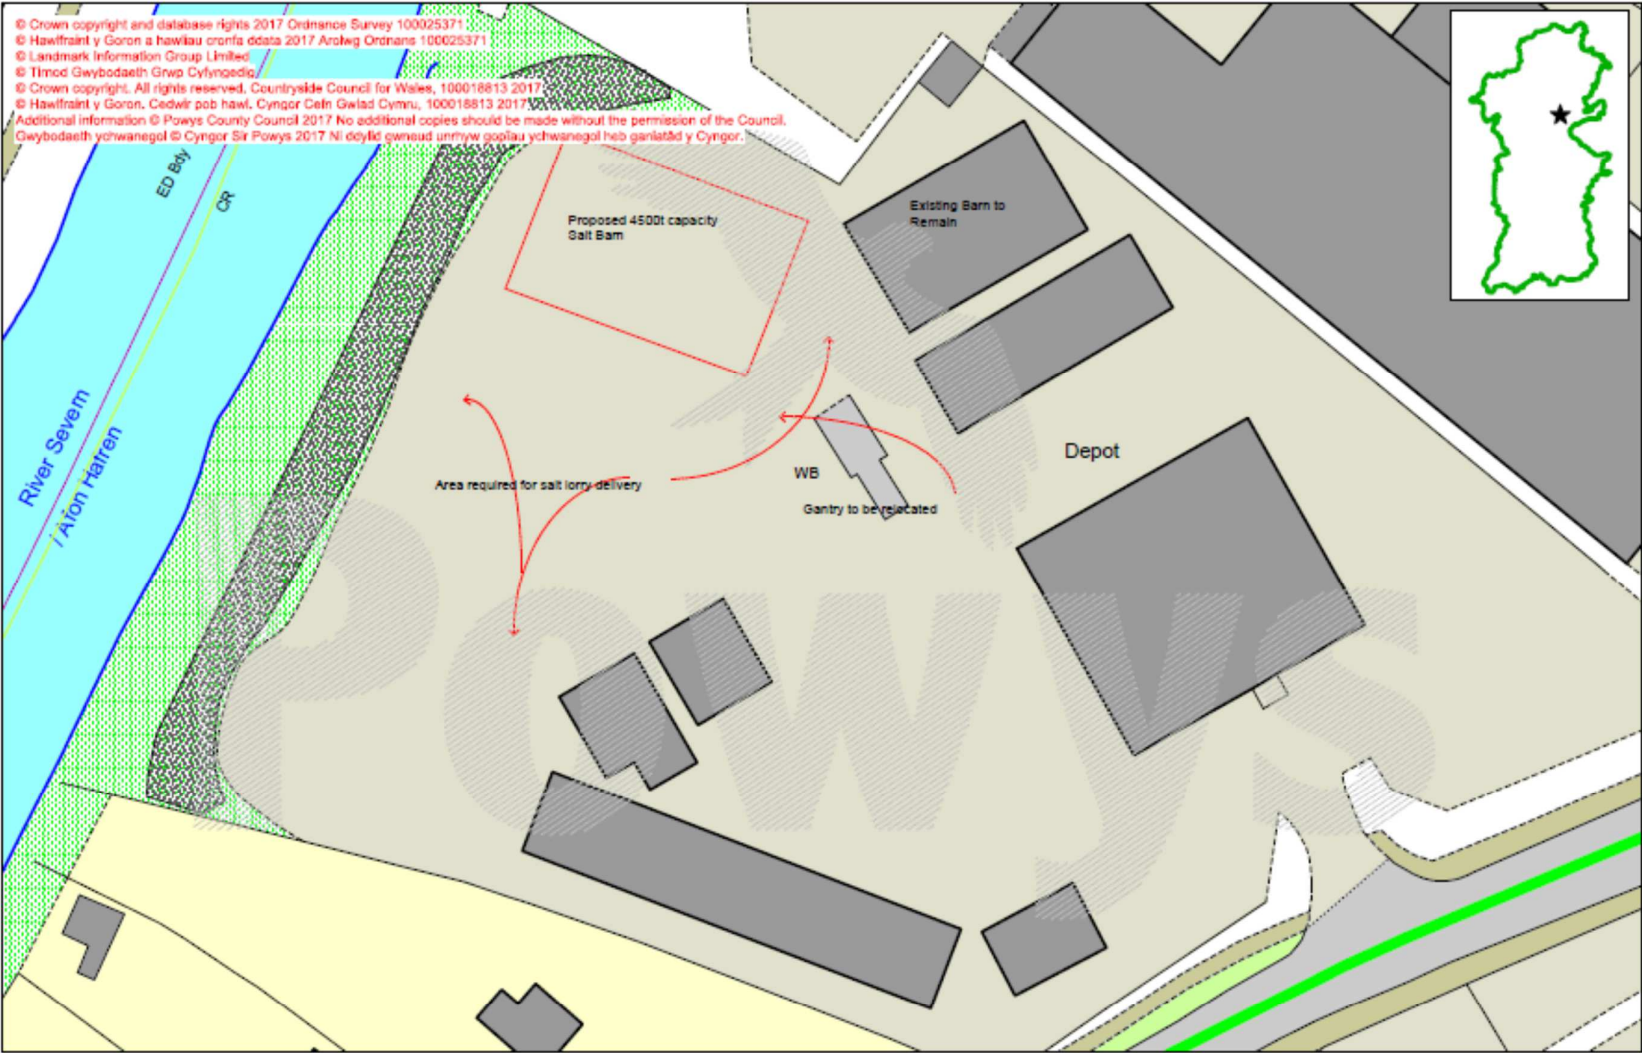 © Crown copyright and database rights 2017 Ordnance Survey 100025371
© Hawlfraint y Goron a hawliau cronfa ddata 2017 Arolwg Ordnans 100025371
© Landmark Information Group Limited
© Tirnod Gwybodaeth Grwp Cyfyngedig
© Crown copyright. All rights reserved. Countryside Council for Wales, 100018813 2017
© Hawlfraint y Goron. Cedwir pob hawl. Cyngor Cefn Gwlad Cymru, 100018813 2017
Additional information © Powys County Council 2017 No additional copies should be made without the permission of the Council.
Gwybodaeth ychwanegol © Cyngor Sir Powys 2017 Ni ddylid gwneud unrhyw gopïau ychwanegol heb ganiatâd y Cyngor.
ED Bdy
CR
Proposed 4500t capacity
Salt Barn
Existing Barn to
Remain
River Severn
/ Afon Hafren
Depot
WB
Area required for salt lorry delivery
Gantry to be relocated
Powys